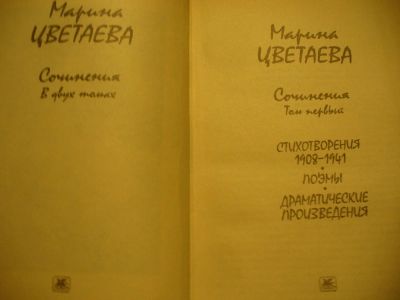 Марина
ЦВЕТАЕВА
Сочинения
В двух томах
Марина
ЦВЕТАЕВА
Сочинения
Том первый
СТИХОТВОРЕНИЯ
1908-1941
•
ПОЭМЫ
•
ДРАМАТИЧЕСКИЕ
ПРОИЗВЕДЕНИЯ